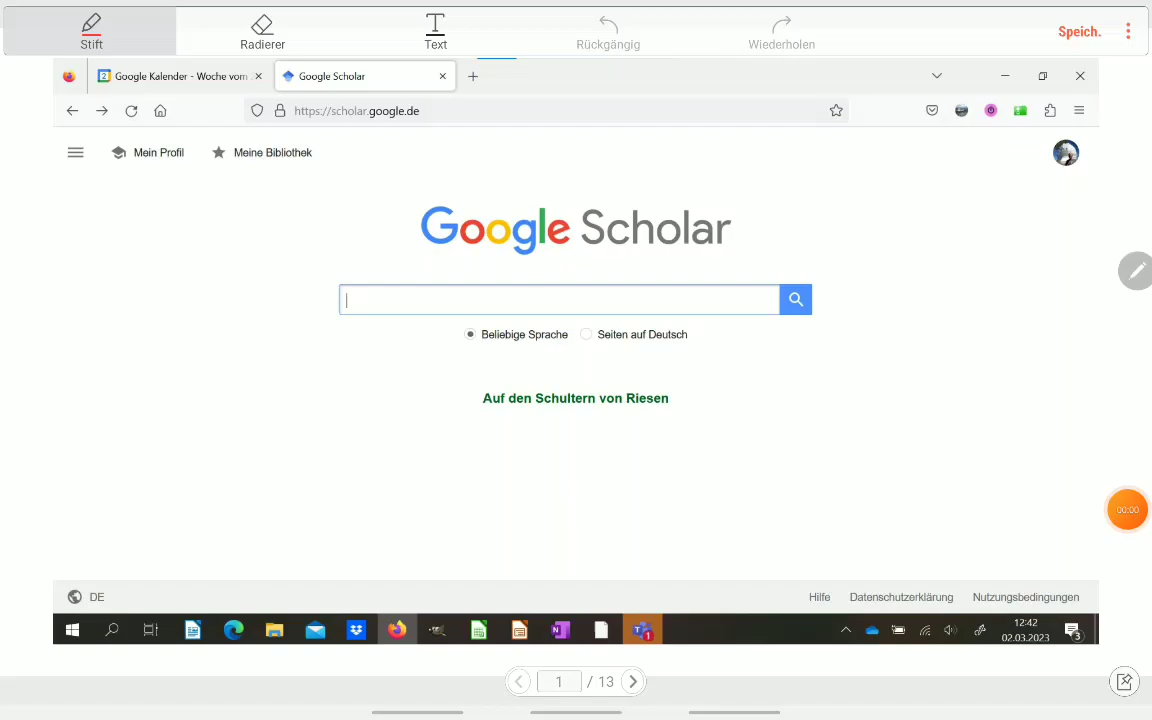 Stift
Radierer
Text
Rückgängig
Wiederholen
Speich.
Google Kalender - Woche vom
Google Scholar
https://scholar.google.de
Mein Profil
Meine Bibliothek
Google Scholar
Beliebige Sprache
Seiten auf Deutsch
Auf den Schultern von Riesen
00:00
DE
Hilfe
Datenschutzerklärung
Nutzungsbedingungen
12:42
02.03.2023
3
1
1 / 13